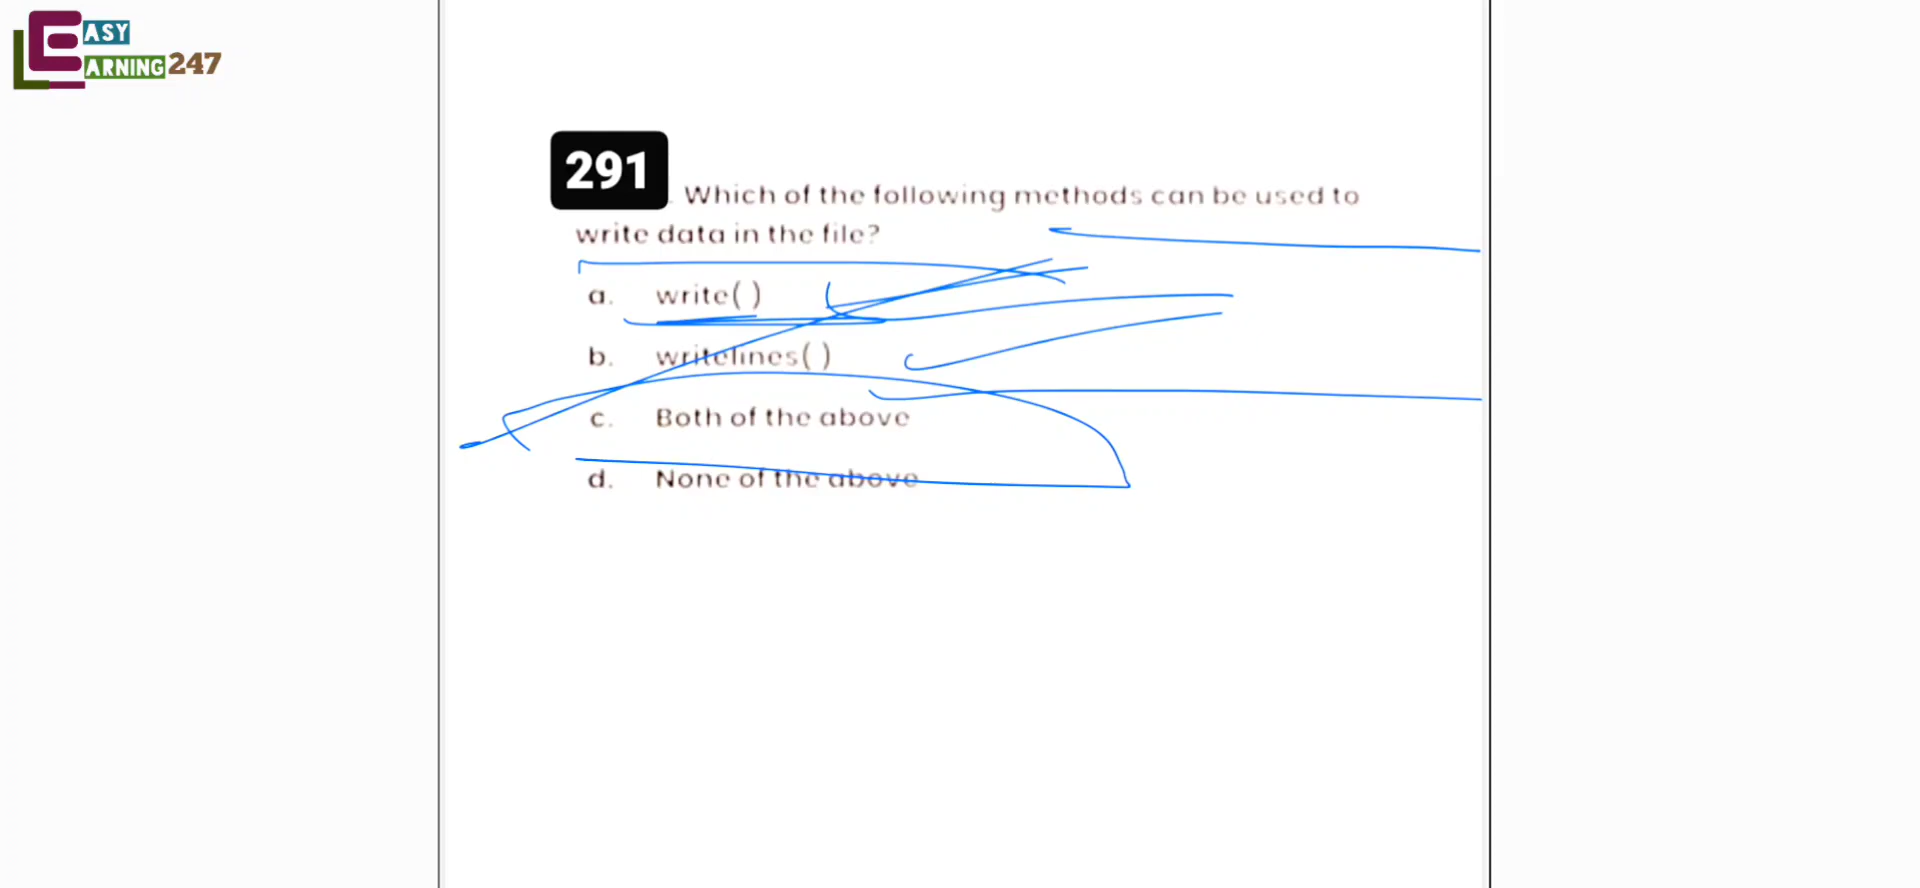 EASY
LEARNING247
291
Which of the following methods can be used to
write data in the file?
a. write( )
b. writelines( )
c. Both of the above
d. None of the above